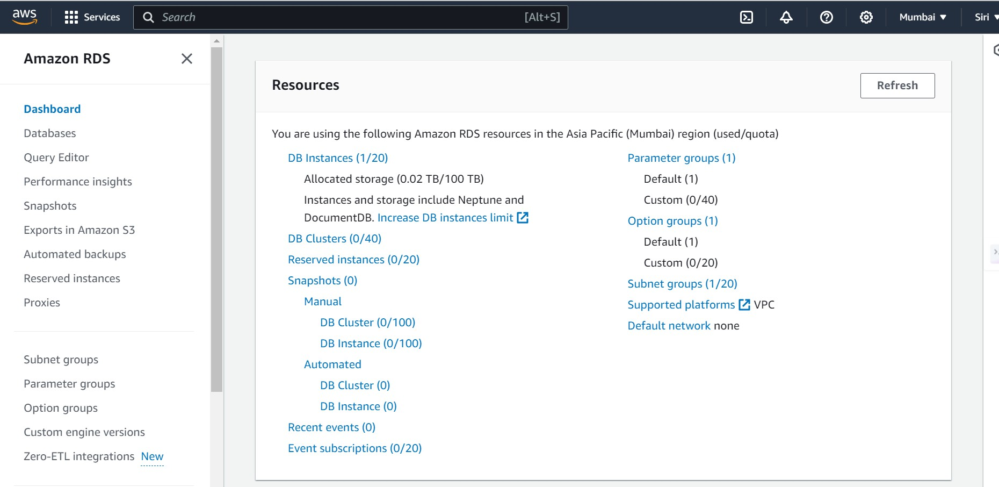 aws
Services
Search
[Alt+S]
Mumbai
Siri
Amazon RDS
Dashboard
Databases
Query Editor
Performance insights
Snapshots
Exports in Amazon S3
Automated backups
Reserved instances
Proxies
Subnet groups
Parameter groups
Option groups
Custom engine versions
Zero-ETL integrations New
Resources
Refresh
You are using the following Amazon RDS resources in the Asia Pacific (Mumbai) region (used/quota)
DB Instances (1/20)
Allocated storage (0.02 TB/100 TB)
Instances and storage include Neptune and
DocumentDB. Increase DB instances limit
DB Clusters (0/40)
Reserved instances (0/20)
Snapshots (0)
Manual
DB Cluster (0/100)
DB Instance (0/100)
Automated
DB Cluster (0)
DB Instance (0)
Recent events (0)
Event subscriptions (0/20)
Parameter groups (1)
Default (1)
Custom (0/40)
Option groups (1)
Default (1)
Custom (0/20)
Subnet groups (1/20)
Supported platforms VPC
Default network none